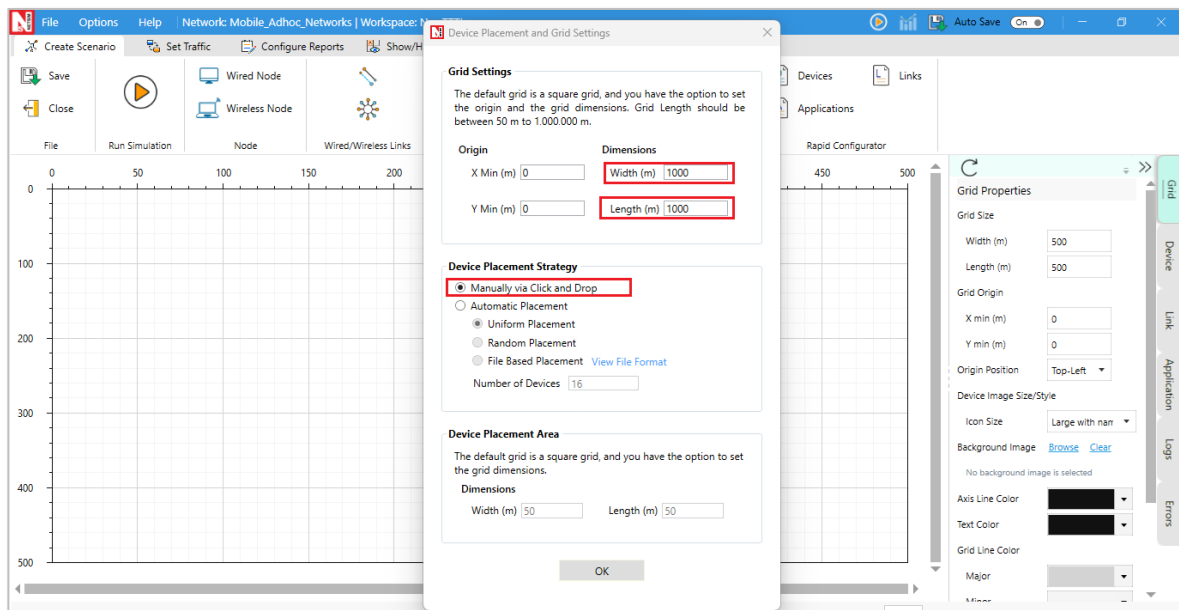 File Options Help Network: Mobile_Adhoc_Networks | Workspace:
Auto Save On
Create Scenario Set Traffic Configure Reports Show/H
Save
Close
File
Run Simulation
Wired Node
Wireless Node
Node
Wired/Wireless Links
Devices Links
Applications
Rapid Configurator
0 50 100 150 200 450 500
0
100
200
300
400
500
Device Placement and Grid Settings
Grid Settings
The default grid is a square grid, and you have the option to set
the origin and the grid dimensions. Grid Length should be
between 50 m to 1.000.000 m.
Origin Dimensions
X Min (m) 0 Width (m) 1000
Y Min (m) 0 Length (m) 1000
Device Placement Strategy
Manually via Click and Drop
Automatic Placement
Uniform Placement
Random Placement
File Based Placement View File Format
Number of Devices 16
Device Placement Area
The default grid is a square grid, and you have the option to set
the grid dimensions.
Dimensions
Width (m) 50 Length (m) 50
OK
Grid Properties
Grid Size
Width (m) 500
Length (m) 500
Grid Origin
X min (m) 0
Y min (m) 0
Origin Position Top-Left
Device Image Size/Style
Icon Size Large with nam
Background Image Browse Clear
No background image is selected
Axis Line Color
Text Color
Grid Line Color
Major
Minor
Grid
Device
Link
Application
Logs
Errors